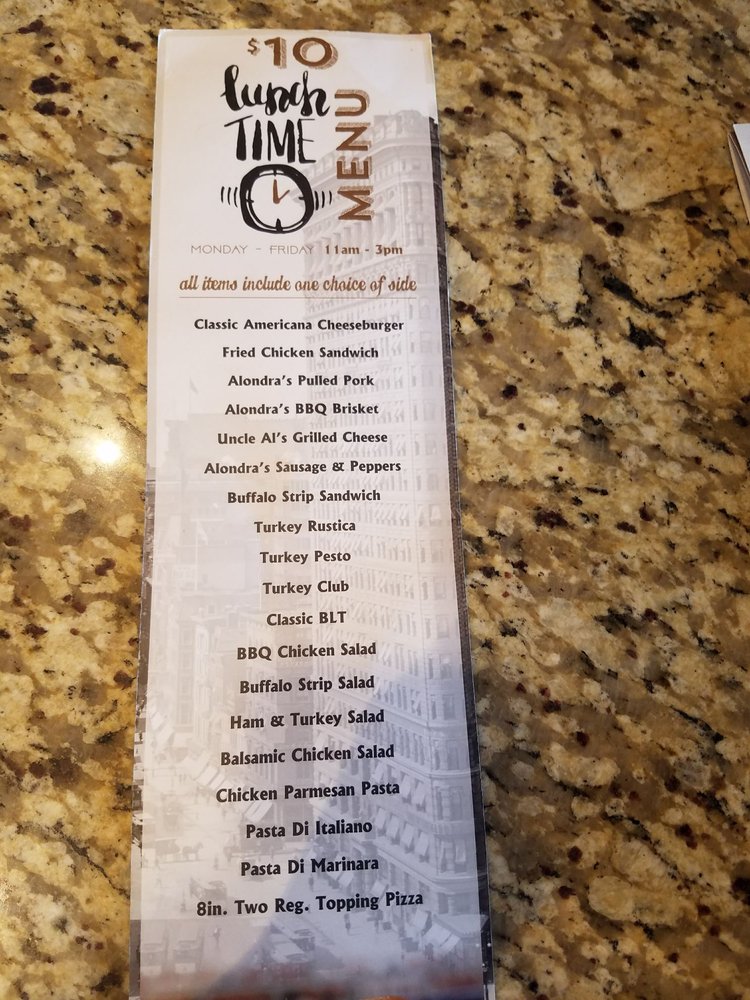 $10
lunch
TIME
MENU
MONDAY - FRIDAY 11am - 3pm
all items include one choice of side
Classic Americana Cheeseburger
Fried Chicken Sandwich
Alondra's Pulled Pork
Alondra's BBQ Brisket
Uncle Al's Grilled Cheese
Alondra's Sausage & Peppers
Buffalo Strip Sandwich
Turkey Rustica
Turkey Pesto
Turkey Club
Classic BLT
BBQ Chicken Salad
Buffalo Strip Salad
Ham & Turkey Salad
Balsamic Chicken Salad
Chicken Parmesan Pasta
Pasta Di Italiano
Pasta Di Marinara
8in. Two Reg. Topping Pizza